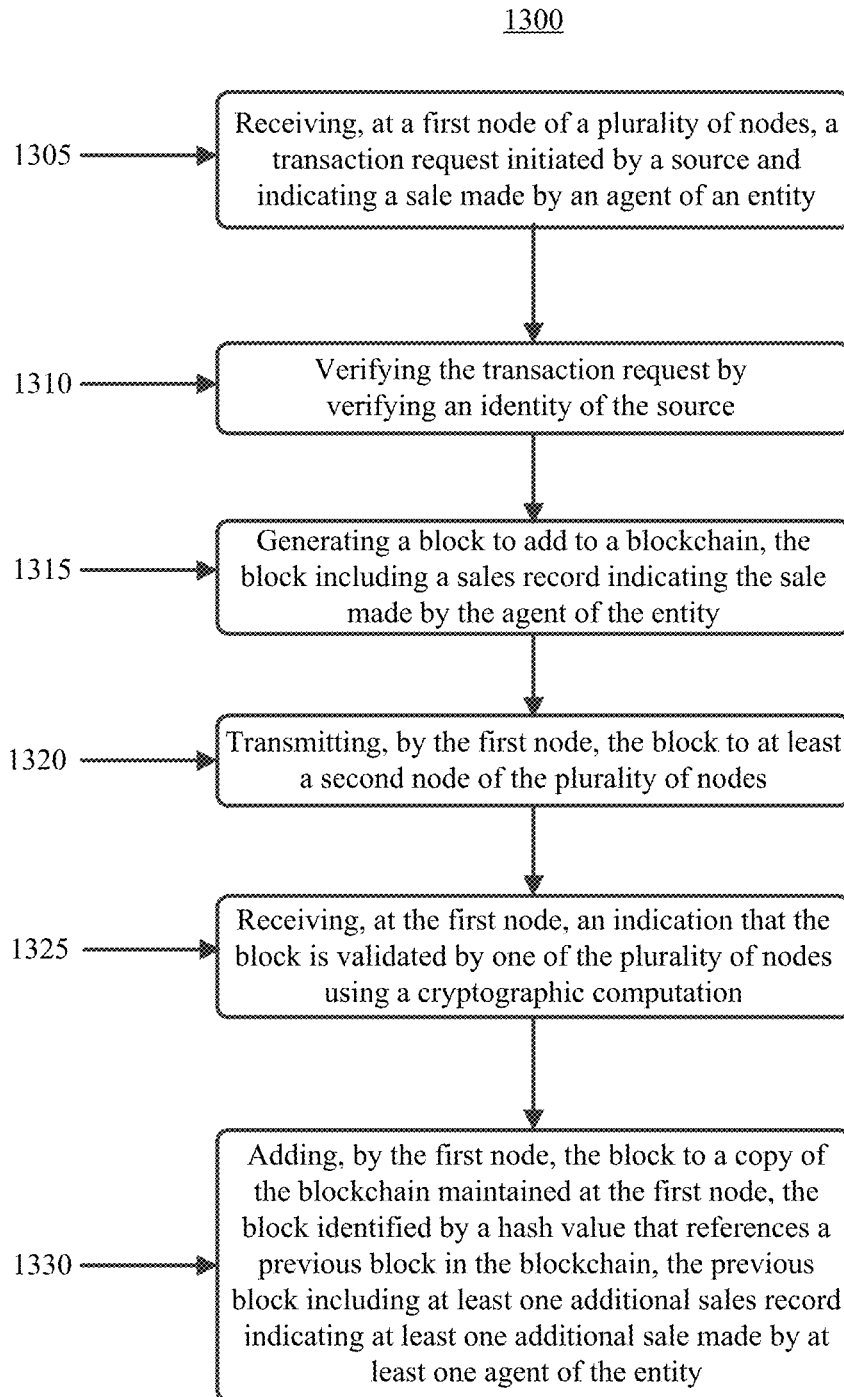 1300
1305
Receiving, at a first node of a plurality of nodes, a
transaction request initiated by a source and
indicating a sale made by an agent of an entity
1310
Verifying the transaction request by
verifying an identity of the source
1315
Generating a block to add to a blockchain, the
block including a sales record indicating the sale
made by the agent of the entity
1320
Transmitting, by the first node, the block to at least
a second node of the plurality of nodes
1325
Receiving, at the first node, an indication that the
block is validated by one of the plurality of nodes
using a cryptographic computation
1330
Adding, by the first node, the block to a copy of
the blockchain maintained at the first node, the
block identified by a hash value that references a
previous block in the blockchain, the previous
block including at least one additional sales record
indicating at least one additional sale made by at
least one agent of the entity